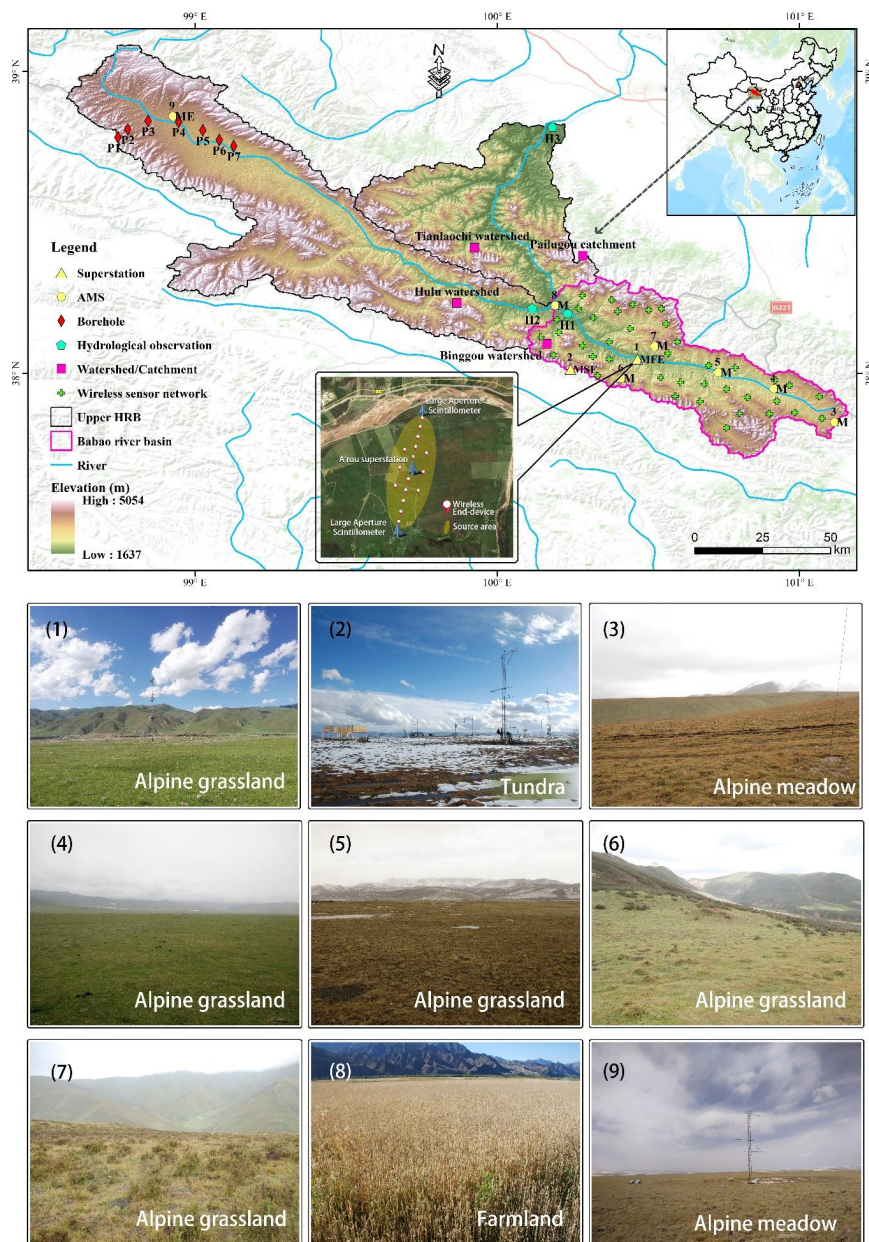 99° E
100° E
101° E
N
39° N
G227
9
ME
P1
P2
P3
P4
P5
P6
P7
H3
Tianlaochi watershed
Pailugou catchment
Hulu watershed
8
M
H2
H1
Binggou watershed
2
MSE
1
MFE
7
M
6
M
5
M
4
M
3
M
38° N
Legend
Superstation
AMS
Borehole
Hydrological observation
Watershed/Catchment
Wireless sensor network
Upper HRB
Babao river basin
River
Elevation (m)
High : 5054
Low : 1637
Large Aperture
Scintillometer
A'rou superstation
Wireless
End-device
Source area
Large Aperture
Scintillometer
0 25 50
km
99° E
100° E
101° E
(1)
Alpine grassland
(2)
Tundra
(3)
Alpine meadow
(4)
Alpine grassland
(5)
Alpine grassland
(6)
Alpine grassland
(7)
Alpine grassland
(8)
Farmland
(9)
Alpine meadow